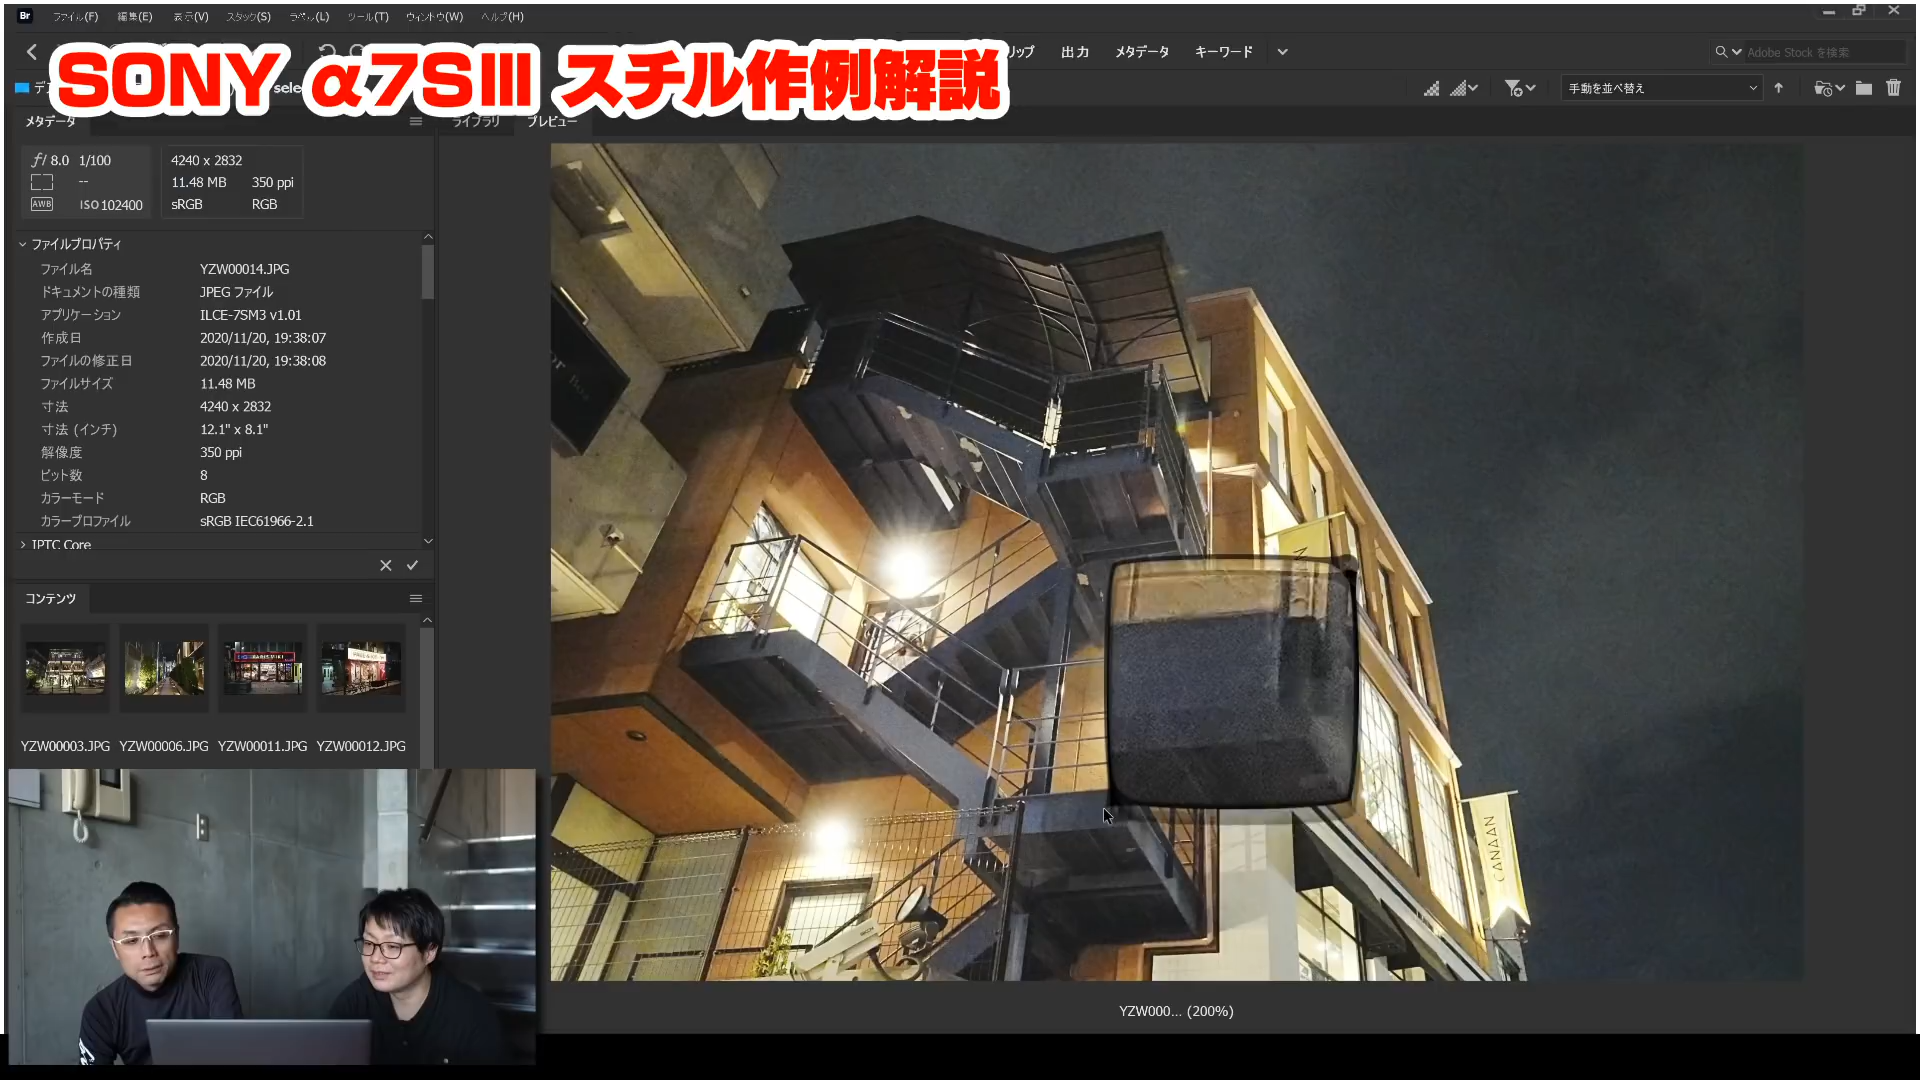 Br ファイル(F) 編集(E) 表示(V) スタック(S) ラベル(L) ツール(T) ウィンドウ(W) ヘルプ(H)
SONY α7SⅢ スチル作例解説
リップ 出力 メタデータ キーワード
Adobe Stock を検索
デ
sele
手動を並べ替え
メタデータ
ライブラリ プレビュー
f/ 8.0 1/100
--
AWB ISO 102400
4240 x 2832
11.48 MB 350 ppi
sRGB RGB
ファイルプロパティ
ファイル名 YZW00014.JPG
ドキュメントの種類 JPEG ファイル
アプリケーション ILCE-7SM3 v1.01
作成日 2020/11/20, 19:38:07
ファイルの修正日 2020/11/20, 19:38:08
ファイルサイズ 11.48 MB
寸法 4240 x 2832
寸法 (インチ) 12.1" x 8.1"
解像度 350 ppi
ビット数 8
カラーモード RGB
カラープロファイル sRGB IEC61966-2.1
IPTC Core
コンテンツ
YZW00003.JPG YZW00006.JPG YZW00011.JPG YZW00012.JPG
CANAAN
YZW000... (200%)